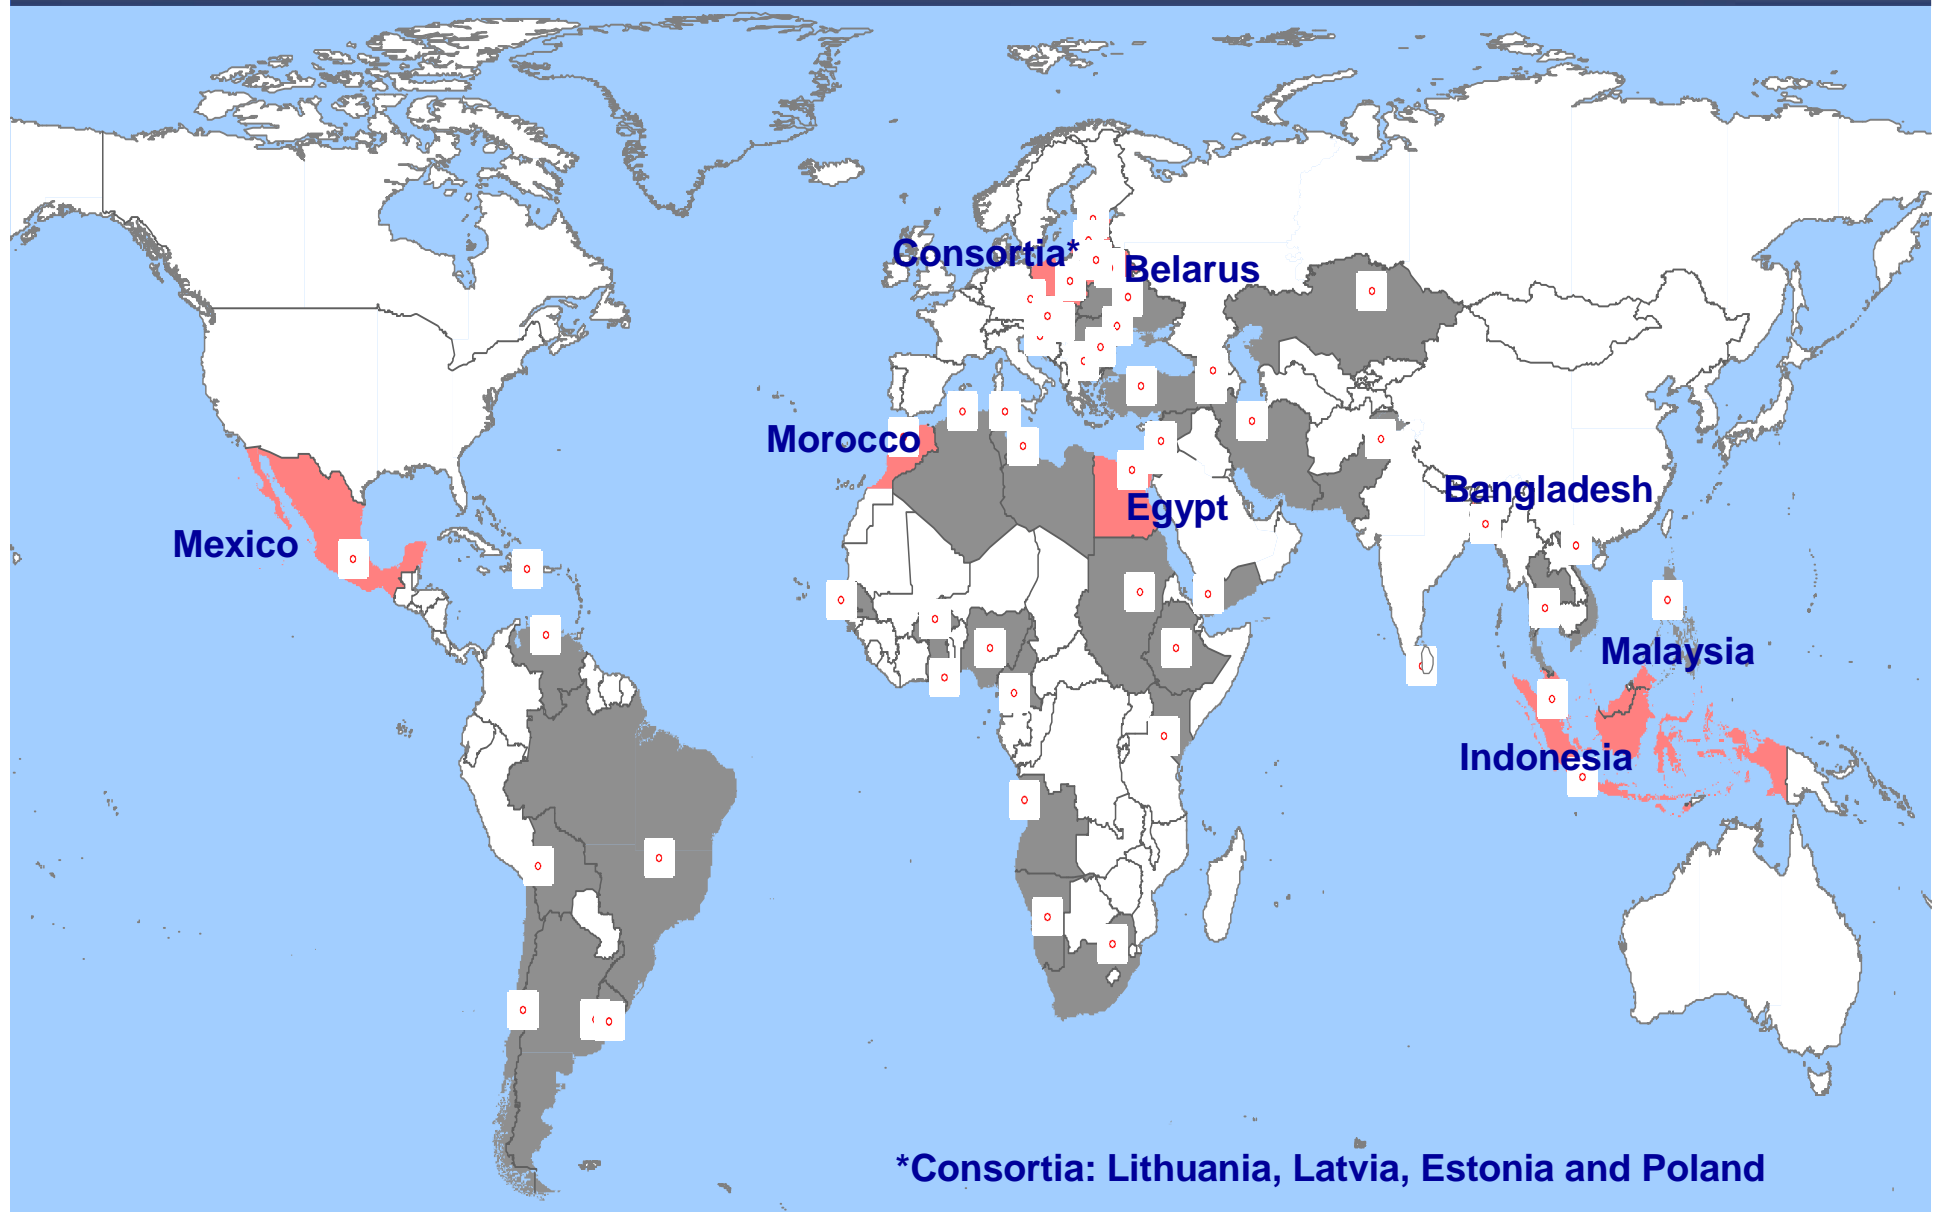 Consortia*
Belarus
Morocco
Egypt
Bangladesh
Mexico
Malaysia
Indonesia
*Consortia: Lithuania, Latvia, Estonia and Poland